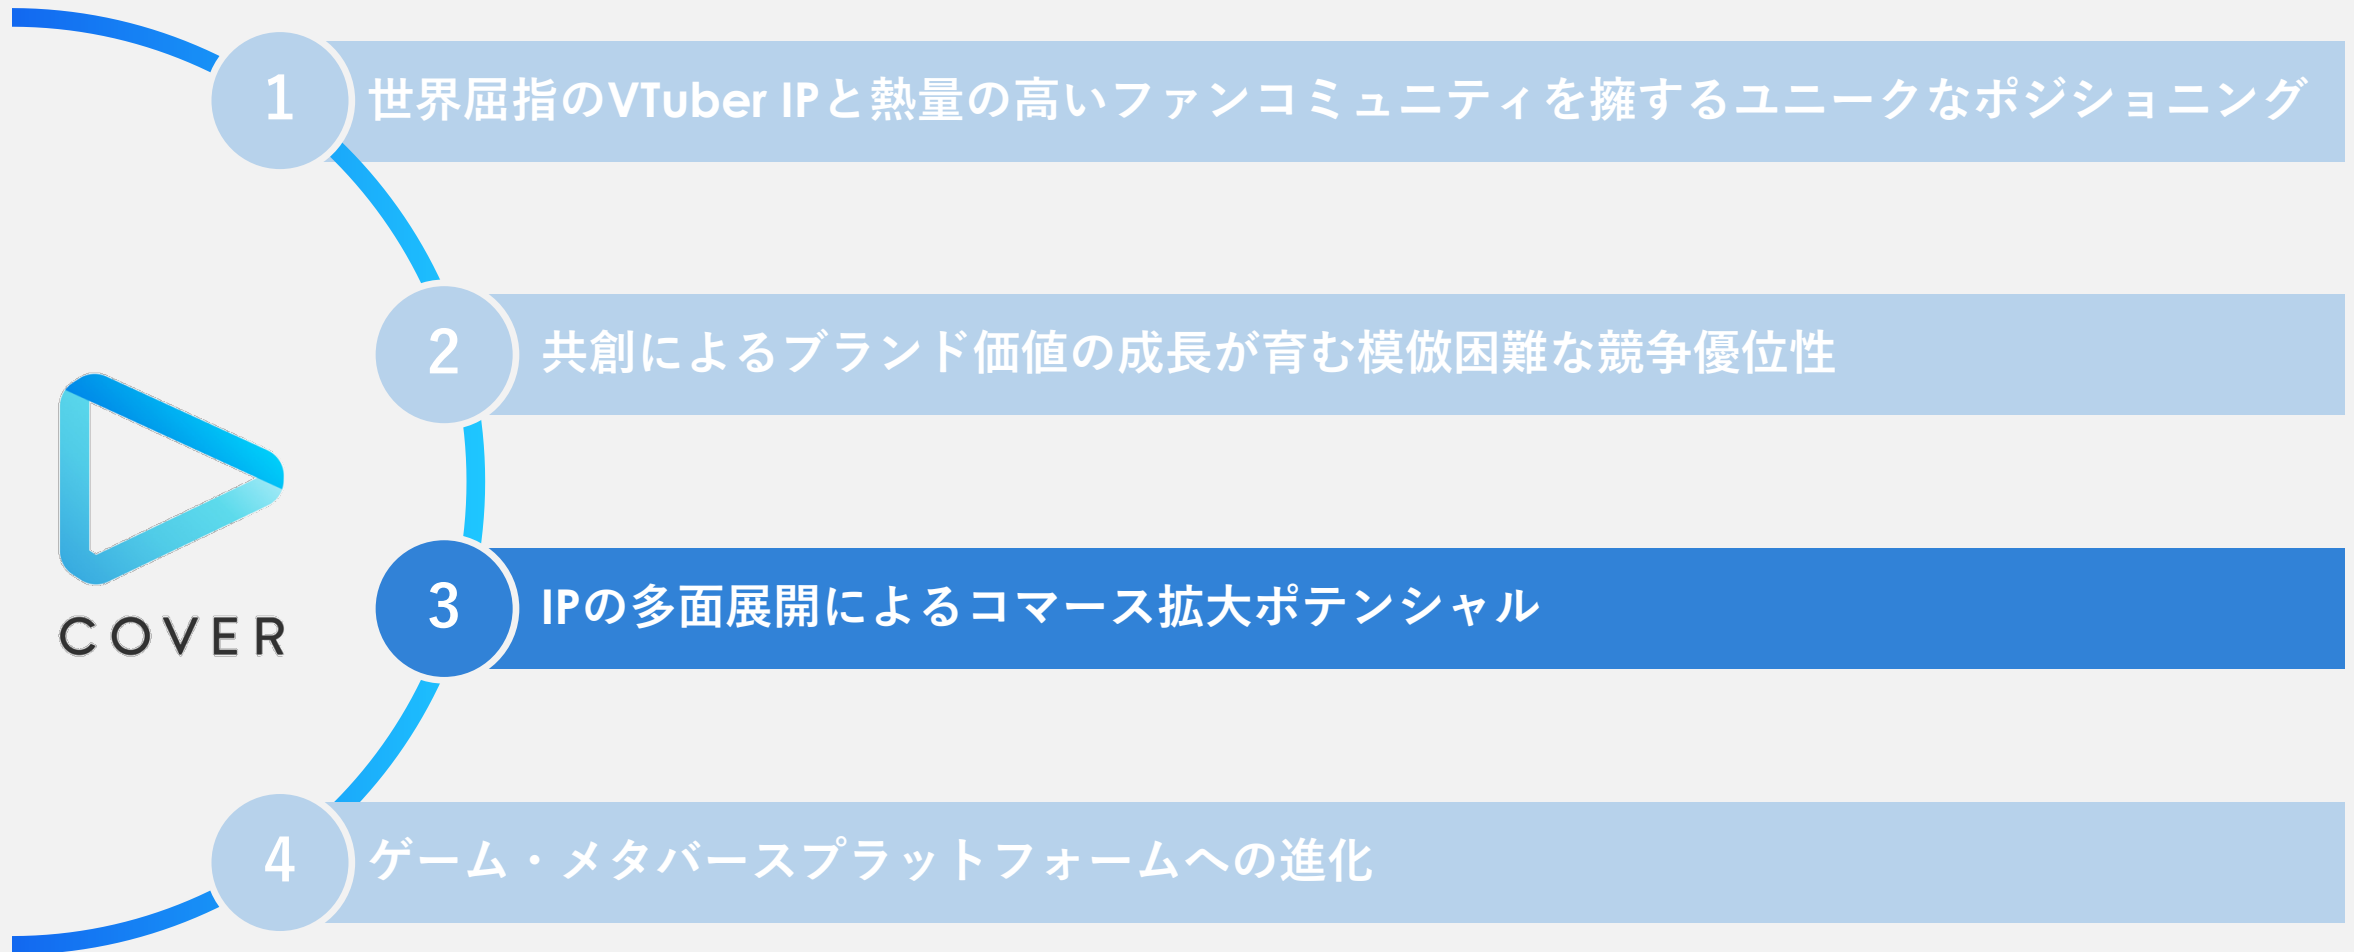 1 世界屈指のVTuber IPと熱量の高いファンコミュニティを擁するユニークなポジショニング
2 共創によるブランド価値の成長が育む模倣困難な競争優位性
COVER
3 IPの多面展開によるコマース拡大ポテンシャル
4 ゲーム・メタバースプラットフォームへの進化